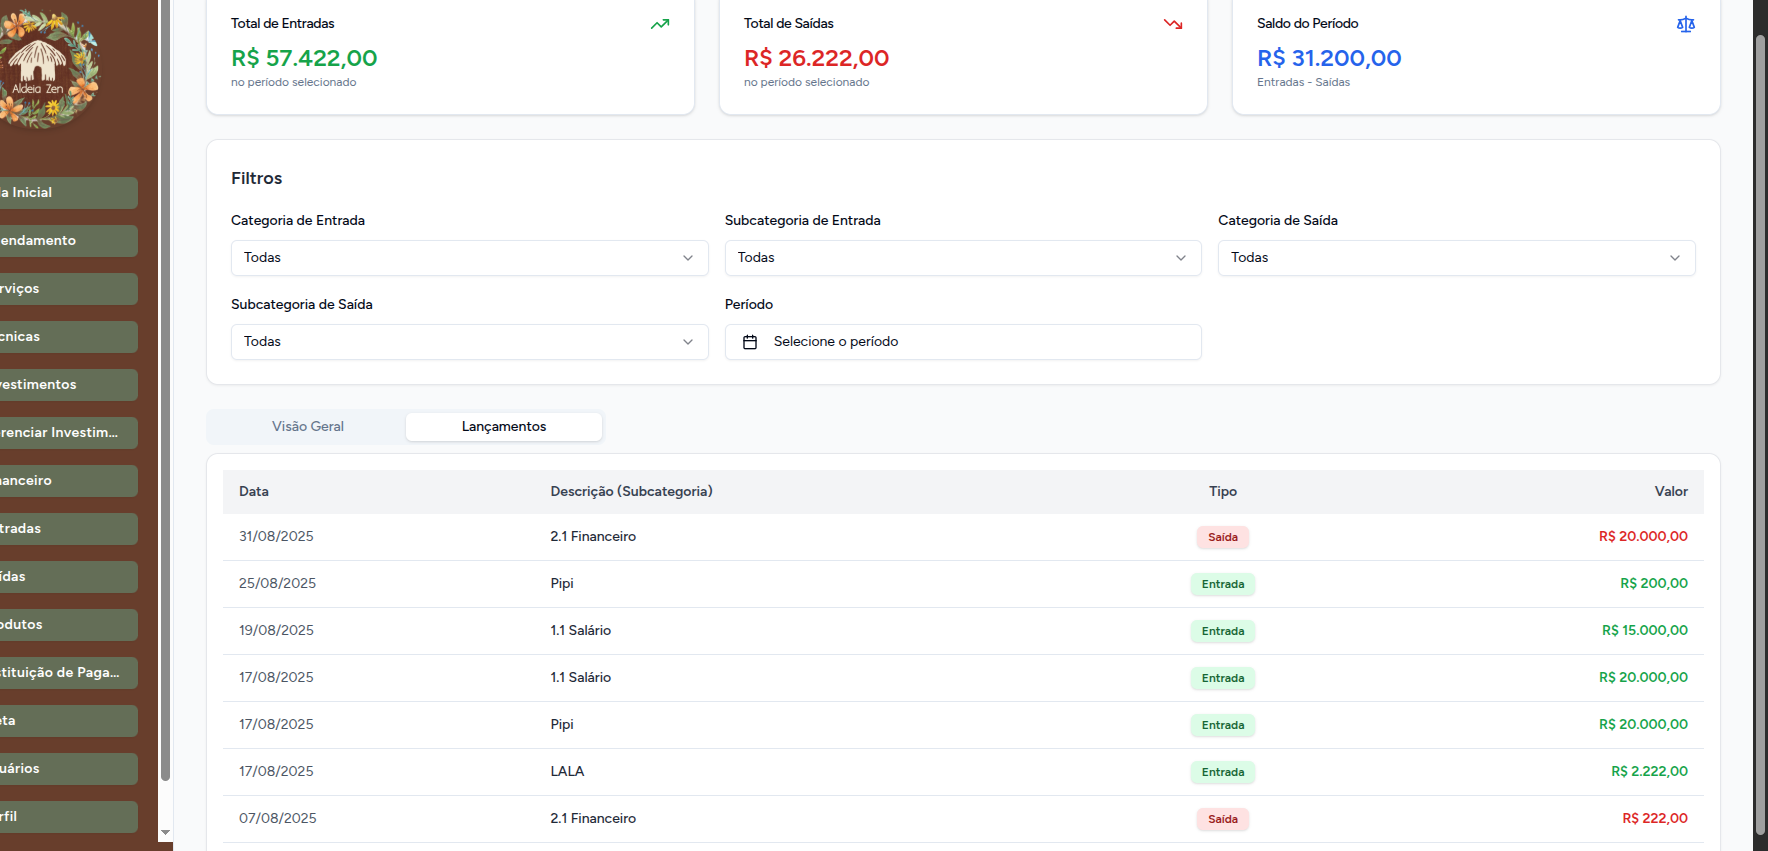 Aldeia Zen
a Inicial
endamento
rviços
cnicas
vestimentos
renciar Investim...
nanceiro
tradas
ídas
odutos
stituição de Paga...
eta
uários
rfil
Total de Entradas
R$ 57.422,00
no período selecionado
Total de Saídas
R$ 26.222,00
no período selecionado
Saldo do Período
R$ 31.200,00
Entradas - Saídas
Filtros
Categoria de Entrada
Todas
Subcategoria de Entrada
Todas
Categoria de Saída
Todas
Subcategoria de Saída
Todas
Período
Selecione o período
Visão Geral
Lançamentos
Data Descrição (Subcategoria) Tipo Valor
31/08/2025 2.1 Financeiro Saída R$ 20.000,00
25/08/2025 Pipi Entrada R$ 200,00
19/08/2025 1.1 Salário Entrada R$ 15.000,00
17/08/2025 1.1 Salário Entrada R$ 20.000,00
17/08/2025 Pipi Entrada R$ 20.000,00
17/08/2025 LALA Entrada R$ 2.222,00
07/08/2025 2.1 Financeiro Saída R$ 222,00